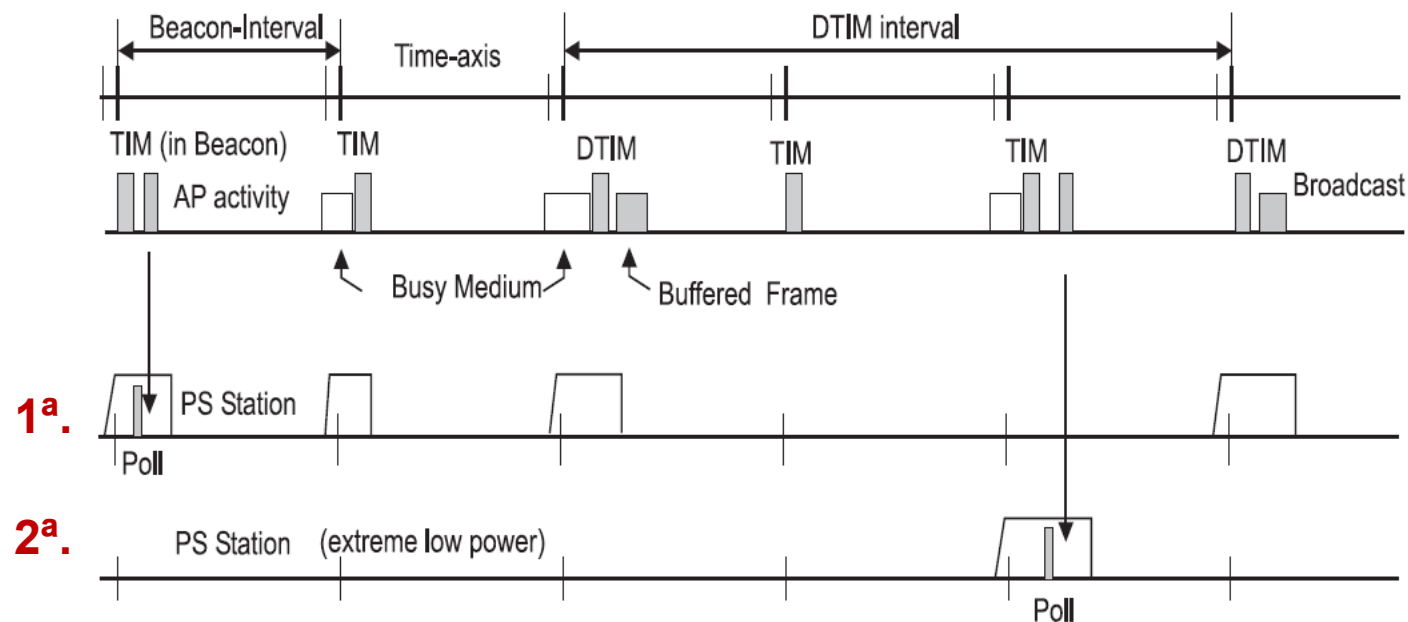 Beacon-Interval
DTIM interval
Time-axis
TIM (in Beacon)
TIM
DTIM
TIM
TIM
DTIM
AP activity
Broadcast
Busy Medium
Buffered Frame
1ª.
PS Station
Poll
2ª.
PS Station (extreme low power)
Poll